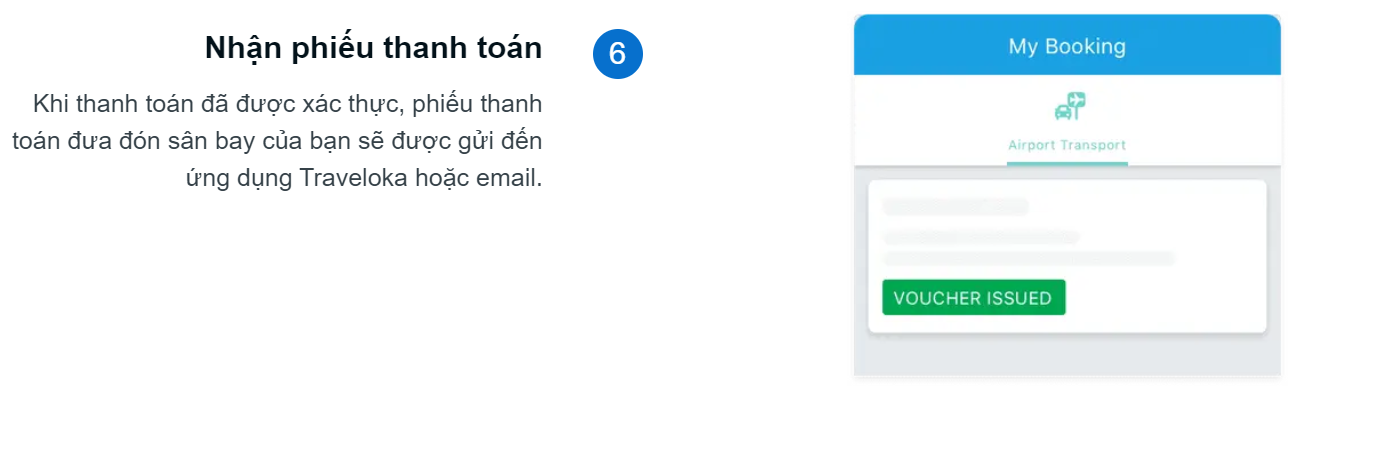 Nhận phiếu thanh toán
6
Khi thanh toán đã được xác thực, phiếu thanh
toán đưa đón sân bay của bạn sẽ được gửi đến
ứng dụng Traveloka hoặc email.
My Booking
Airport Transport
VOUCHER ISSUED